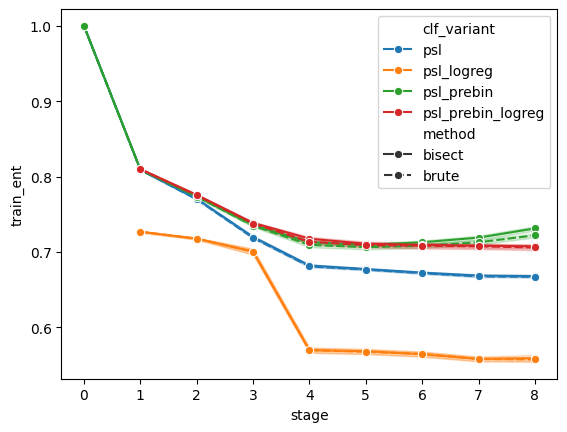 clf_variant
psl
psl_logreg
psl_prebin
psl_prebin_logreg
method
bisect
brute
train_ent
1.0
0.9
0.8
0.7
0.6
0 1 2 3 4 5 6 7 8
stage